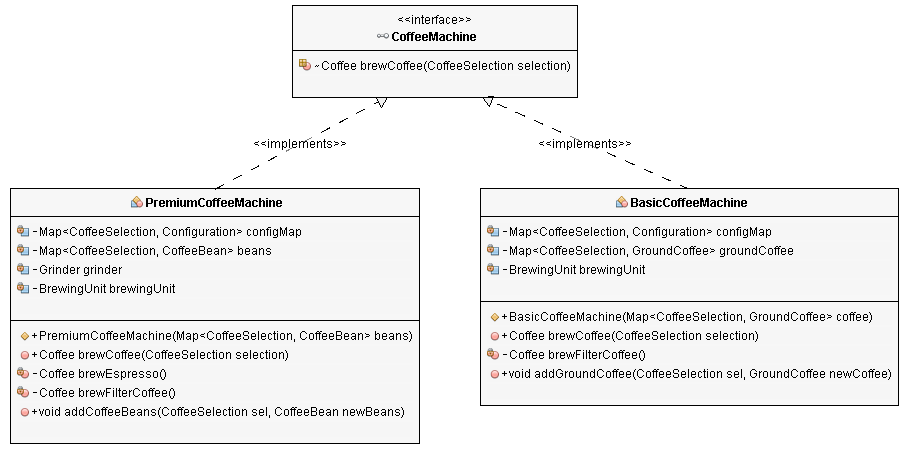 <<interface>>
CoffeeMachine
~ Coffee brewCoffee(CoffeeSelection selection)
<<implements>>
<<implements>>
PremiumCoffeeMachine
- Map<CoffeeSelection, Configuration> configMap
- Map<CoffeeSelection, CoffeeBean> beans
- Grinder grinder
- BrewingUnit brewingUnit
+ PremiumCoffeeMachine(Map<CoffeeSelection, CoffeeBean> beans)
+ Coffee brewCoffee(CoffeeSelection selection)
- Coffee brewEspresso()
- Coffee brewFilterCoffee()
+ void addCoffeeBeans(CoffeeSelection sel, CoffeeBean newBeans)
BasicCoffeeMachine
- Map<CoffeeSelection, Configuration> configMap
- Map<CoffeeSelection, GroundCoffee> groundCoffee
- BrewingUnit brewingUnit
+ BasicCoffeeMachine(Map<CoffeeSelection, GroundCoffee> coffee)
+ Coffee brewCoffee(CoffeeSelection selection)
- Coffee brewFilterCoffee()
+ void addGroundCoffee(CoffeeSelection sel, GroundCoffee newCoffee)